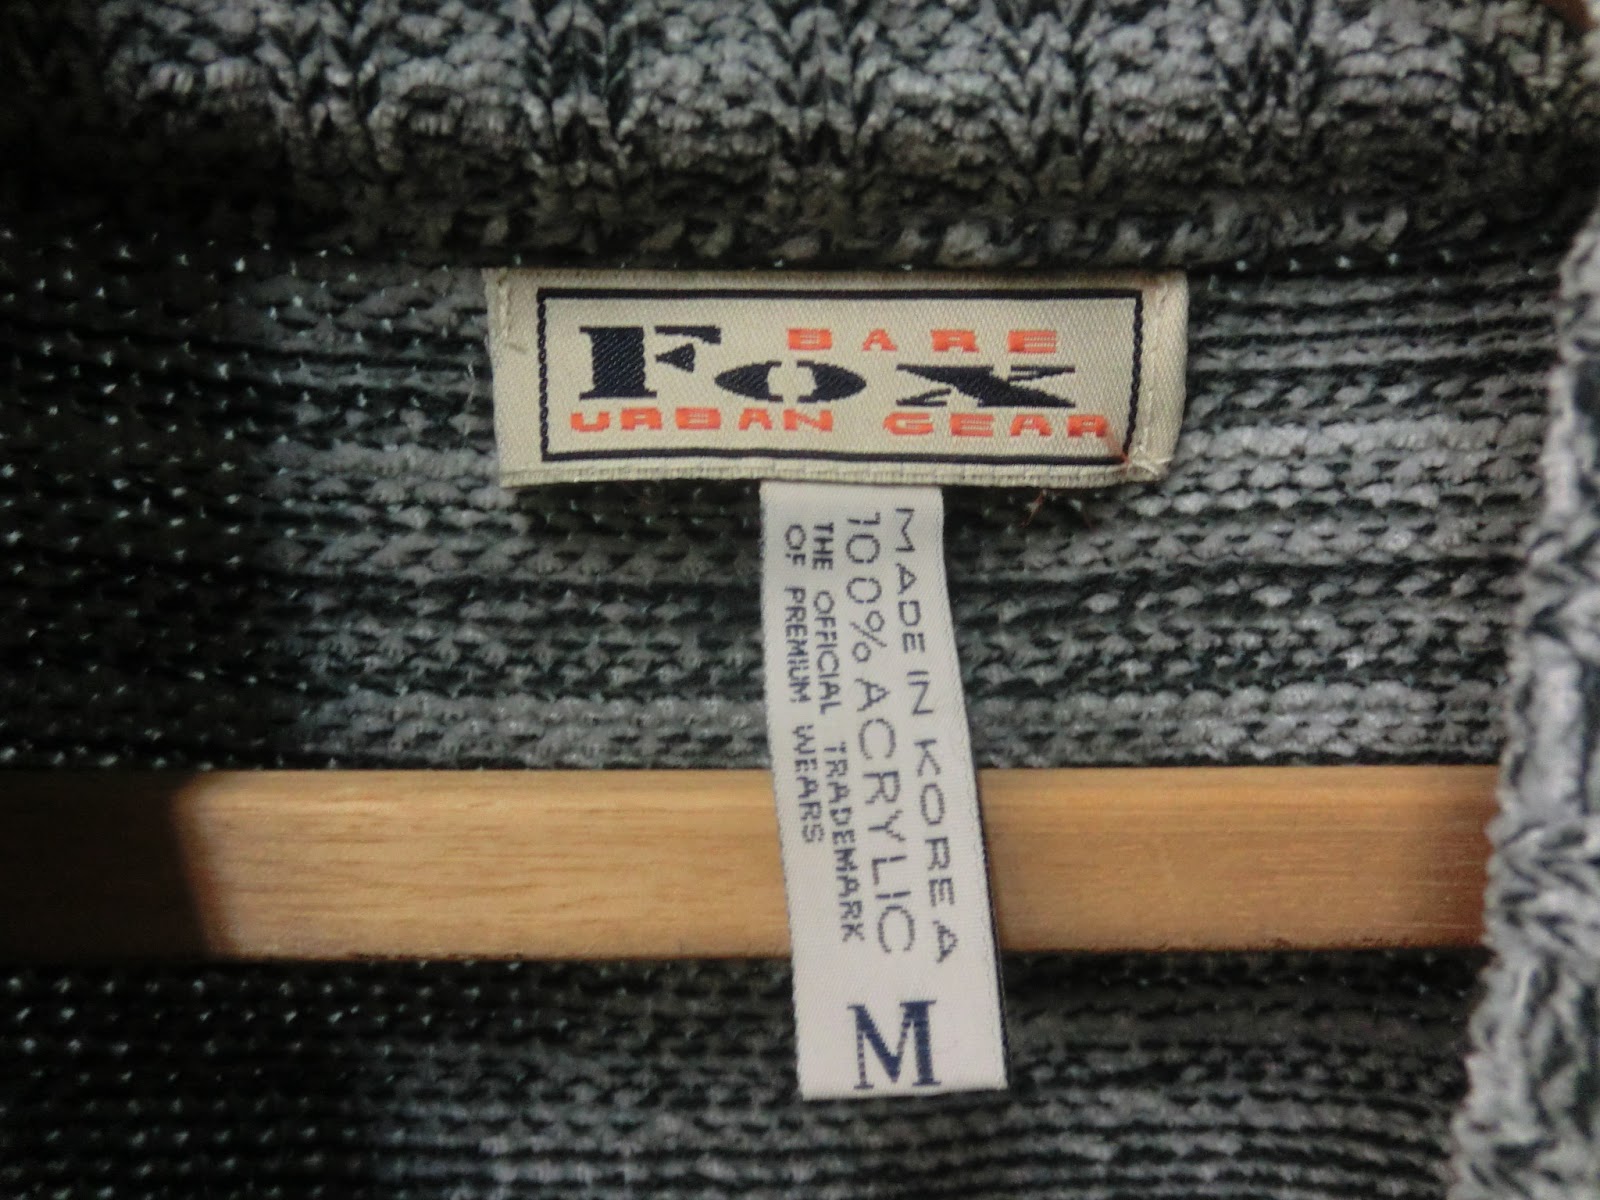 BARE
FOX
URBAN GEAR
MADE IN KOREA
100% ACRYLIC
THE OFFICIAL TRADEMARK
OF PREMIUM WEARS
M